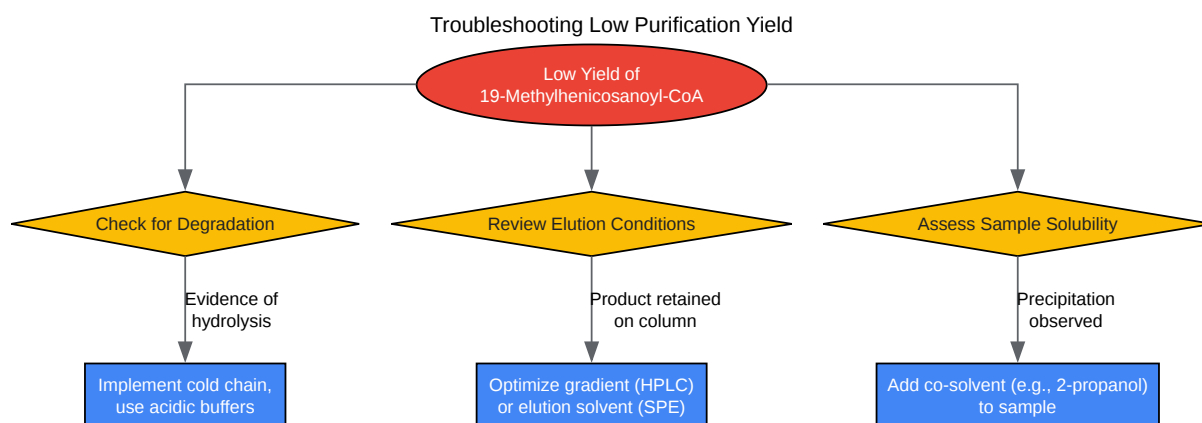 Troubleshooting Low Purification Yield
Low Yield of
19-Methylhenicosanoyl-CoA
Check for Degradation
Review Elution Conditions
Assess Sample Solubility
Evidence of
hydrolysis
Product retained
on column
Precipitation
observed
Implement cold chain,
use acidic buffers
Optimize gradient (HPLC)
or elution solvent (SPE)
Add co-solvent (e.g., 2-propanol)
to sample